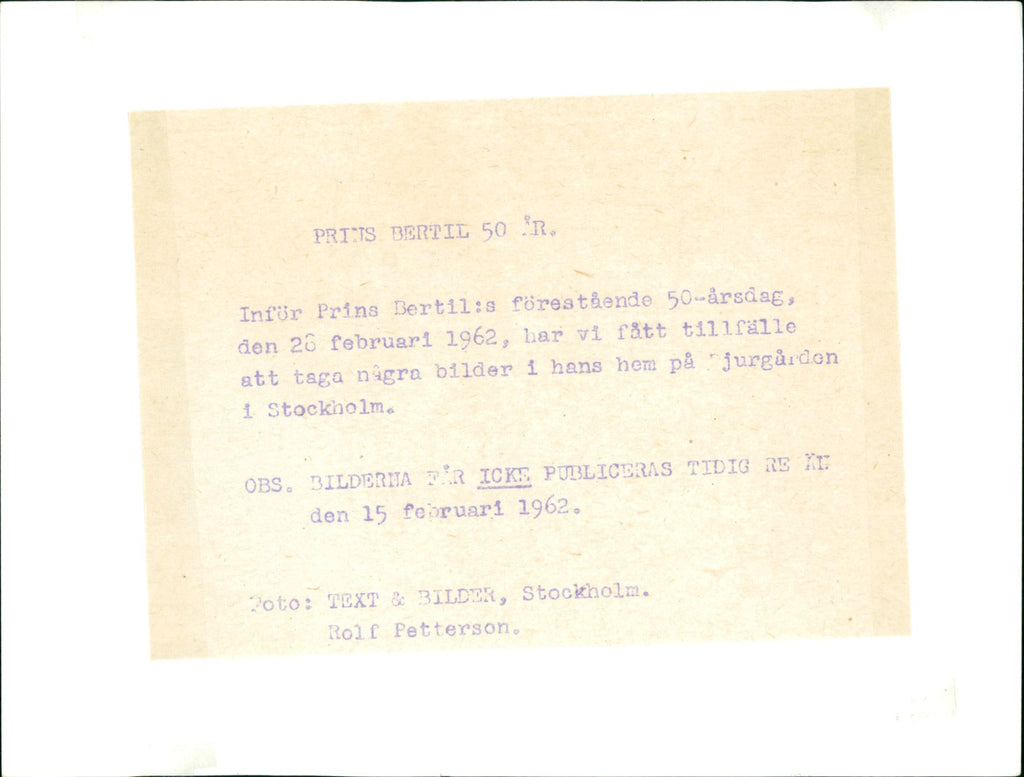 PRINS BERTIL 50 ÅR.
Inför Prins Bertil:s förestående 50-årsdag,
den 28 februari 1962, har vi fått tillfälle
att taga några bilder i hans hem på Djurgården
i Stockholm.
OBS. BILDERNA FÅR ICKE PUBLICERAS TIDIGARE ÄN
den 15 februari 1962.
Foto: TEXT & BILDER, Stockholm.
Rolf Petterson.